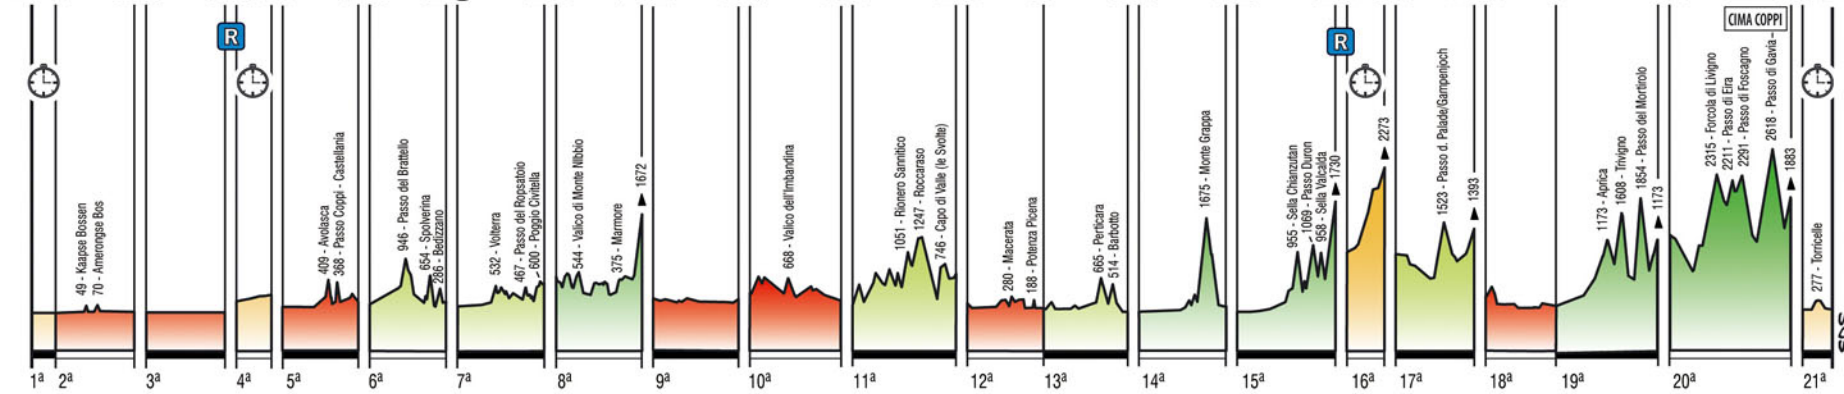 R
R
CIMA COPPI
49 - Kaapse Bossen
70 - Amerongse Bos
409 - Avolasca
368 - Passo Coppi - Castellania
946 - Passo del Brattello
654 - Spolverina
286 - Bedizzano
532 - Volterra
467 - Passo del Rospatoio
600 - Poggio Civitella
544 - Valico di Monte Nibbio
375 - Marmore
1672
668 - Valico dell'Imbandina
1051 - Rionero Sannitico
1247 - Roccaraso
746 - Capo di Valle (le Svolte)
280 - Macerata
188 - Potenza Picena
665 - Perticara
514 - Barbotto
1675 - Monte Grappa
955 - Sella Chianzutan
1069 - Passo Duron
958 - Sella Valcalda
1730
2273
1523 - Passo d. Palade/Gampenjoch
1393
1173 - Aprica
1608 - Trivigno
1854 - Passo del Mortirolo
1173
2315 - Forcola di Livigno
2211 - Passo di Eira
2291 - Passo di Foscagno
2618 - Passo di Gavia
1883
277 - Torricelle
1ª 2ª 3ª 4ª 5ª 6ª 7ª 8ª 9ª 10ª 11ª 12ª 13ª 14ª 15ª 16ª 17ª 18ª 19ª 20ª 21ª